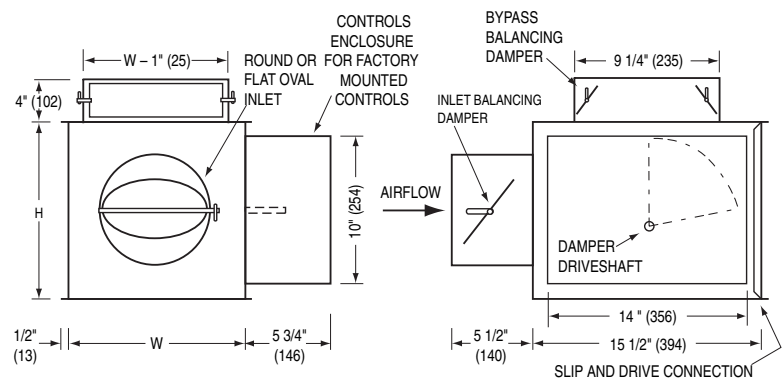 W – 1" (25)
4" (102)
ROUND OR
FLAT OVAL
INLET
CONTROLS
ENCLOSURE
FOR FACTORY
MOUNTED
CONTROLS
H
10" (254)
1/2"
(13)
W
5 3/4"
(146)
BYPASS
BALANCING
DAMPER
9 1/4" (235)
INLET BALANCING
DAMPER
AIRFLOW
DAMPER
DRIVESHAFT
14 " (356)
5 1/2"
(140)
15 1/2" (394)
SLIP AND DRIVE CONNECTION